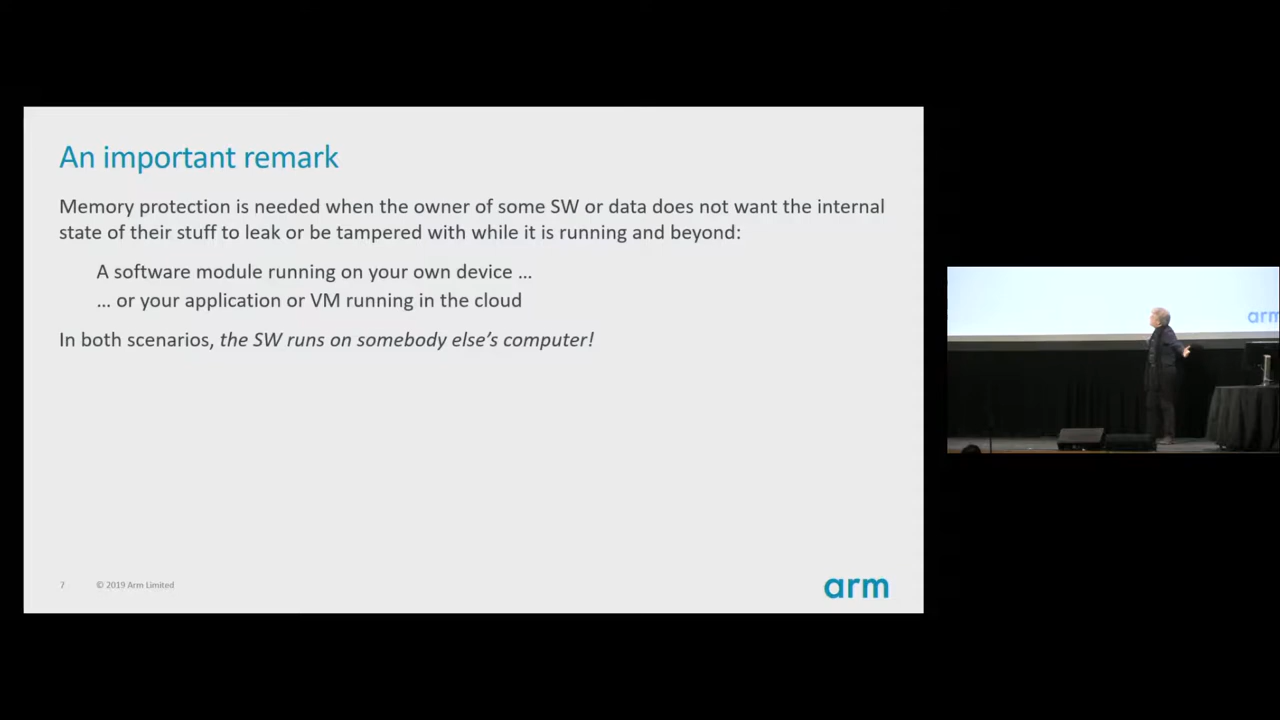 An important remark
Memory protection is needed when the owner of some SW or data does not want the internal
state of their stuff to leak or be tampered with while it is running and beyond:
A software module running on your own device …
… or your application or VM running in the cloud
In both scenarios, the SW runs on somebody else’s computer!
7
© 2019 Arm Limited
arm
arm